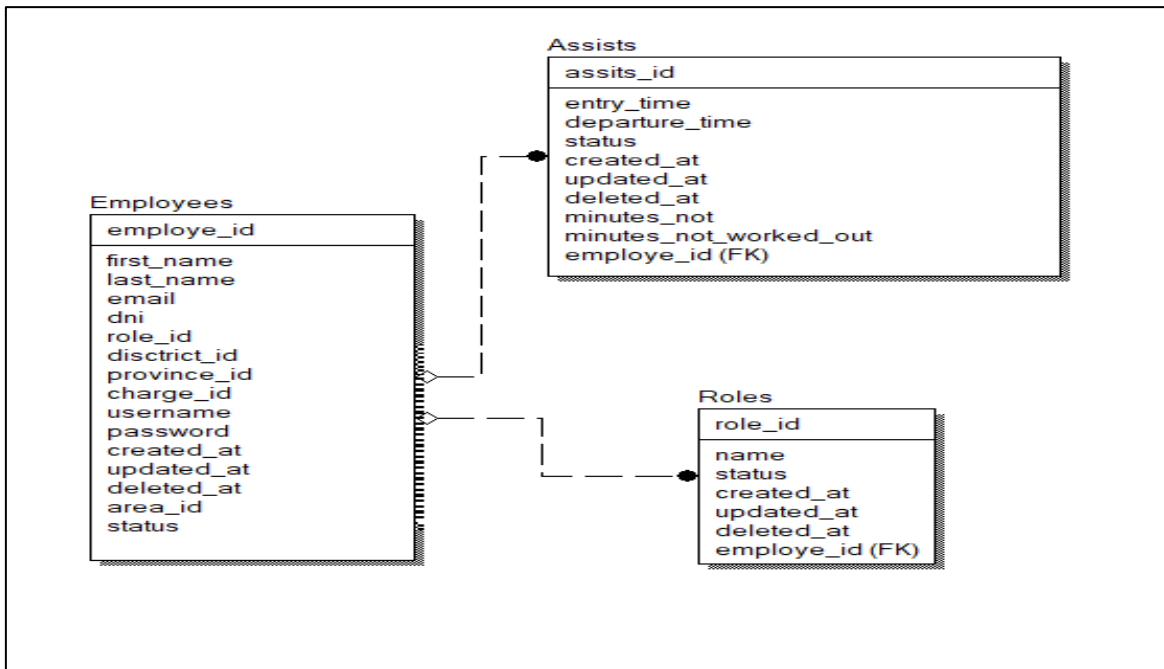 Assists
assits_id
entry_time
departure_time
status
created_at
updated_at
deleted_at
minutes_not
minutes_not_worked_out
employe_id (FK)
Employees
employe_id
first_name
last_name
email
dni
role_id
disctrict_id
province_id
charge_id
username
password
created_at
updated_at
deleted_at
area_id
status
Roles
role_id
name
status
created_at
updated_at
deleted_at
employe_id (FK)